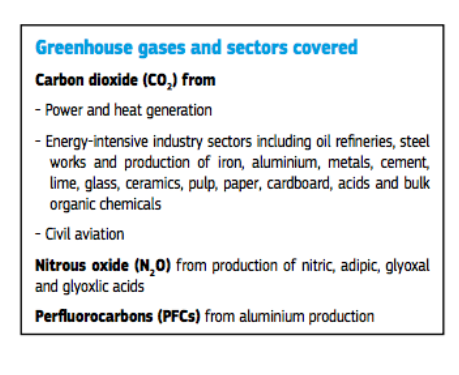 Greenhouse gases and sectors covered
Carbon dioxide (CO₂) from
- Power and heat generation
- Energy-intensive industry sectors including oil refineries, steel
works and production of iron, aluminium, metals, cement,
lime, glass, ceramics, pulp, paper, cardboard, acids and bulk
organic chemicals
- Civil aviation
Nitrous oxide (N₂O) from production of nitric, adipic, glyoxal
and glyoxlic acids
Perfluorocarbons (PFCs) from aluminium production